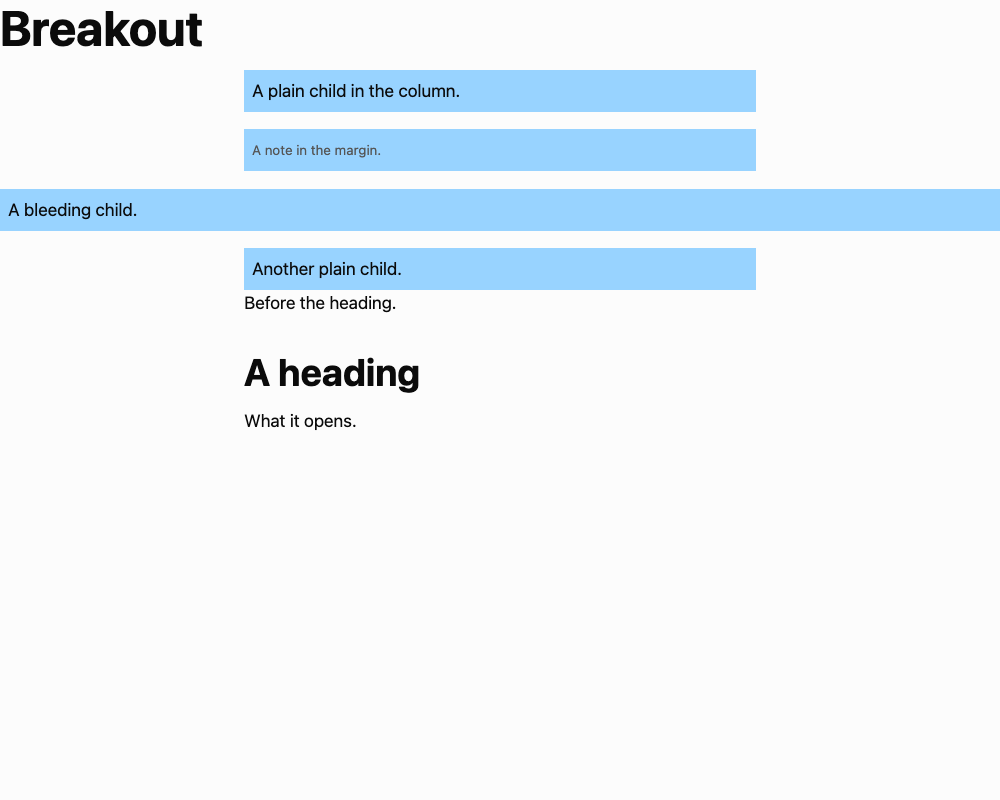 Breakout
A plain child in the column.
A note in the margin.
A bleeding child.
Another plain child.
Before the heading.
A heading
What it opens.